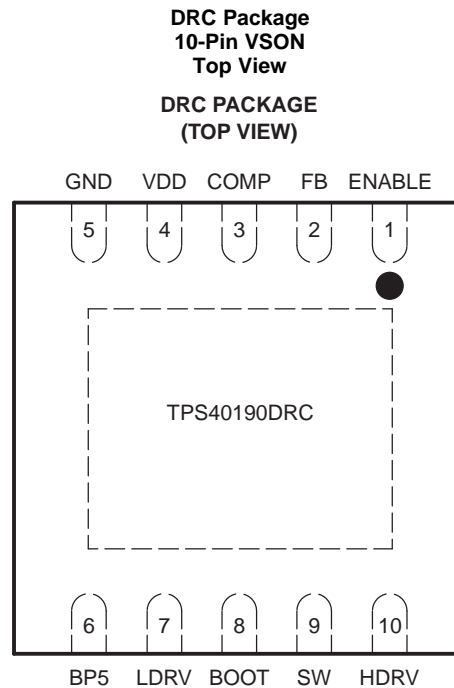 DRC Package
10-Pin VSON
Top View
DRC PACKAGE
(TOP VIEW)
GND VDD COMP FB ENABLE
5 4 3 2 1
TPS40190DRC
6 7 8 9 10
BP5 LDRV BOOT SW HDRV